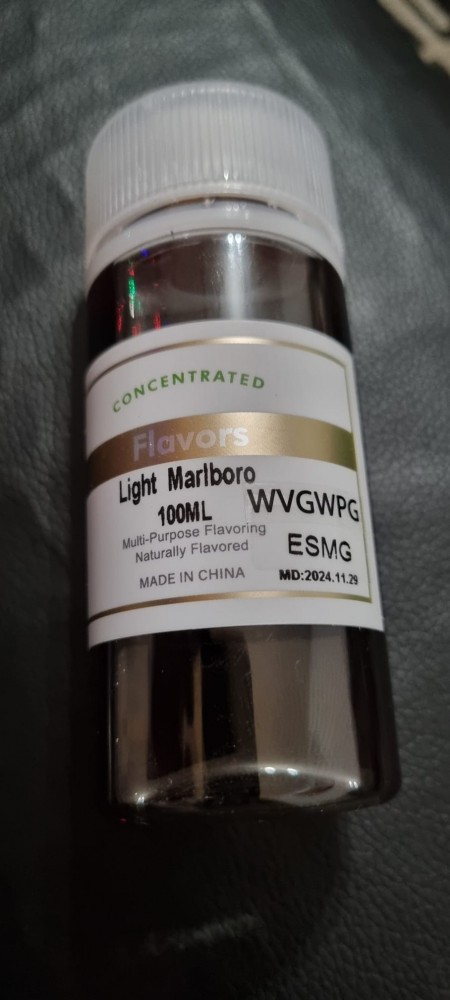 CONCENTRATED
Flavors
Light Marlboro
100ML
WVGWPG
Multi-Purpose Flavoring
Naturally Flavored
ESMG
MADE IN CHINA
MD:2024.11.29